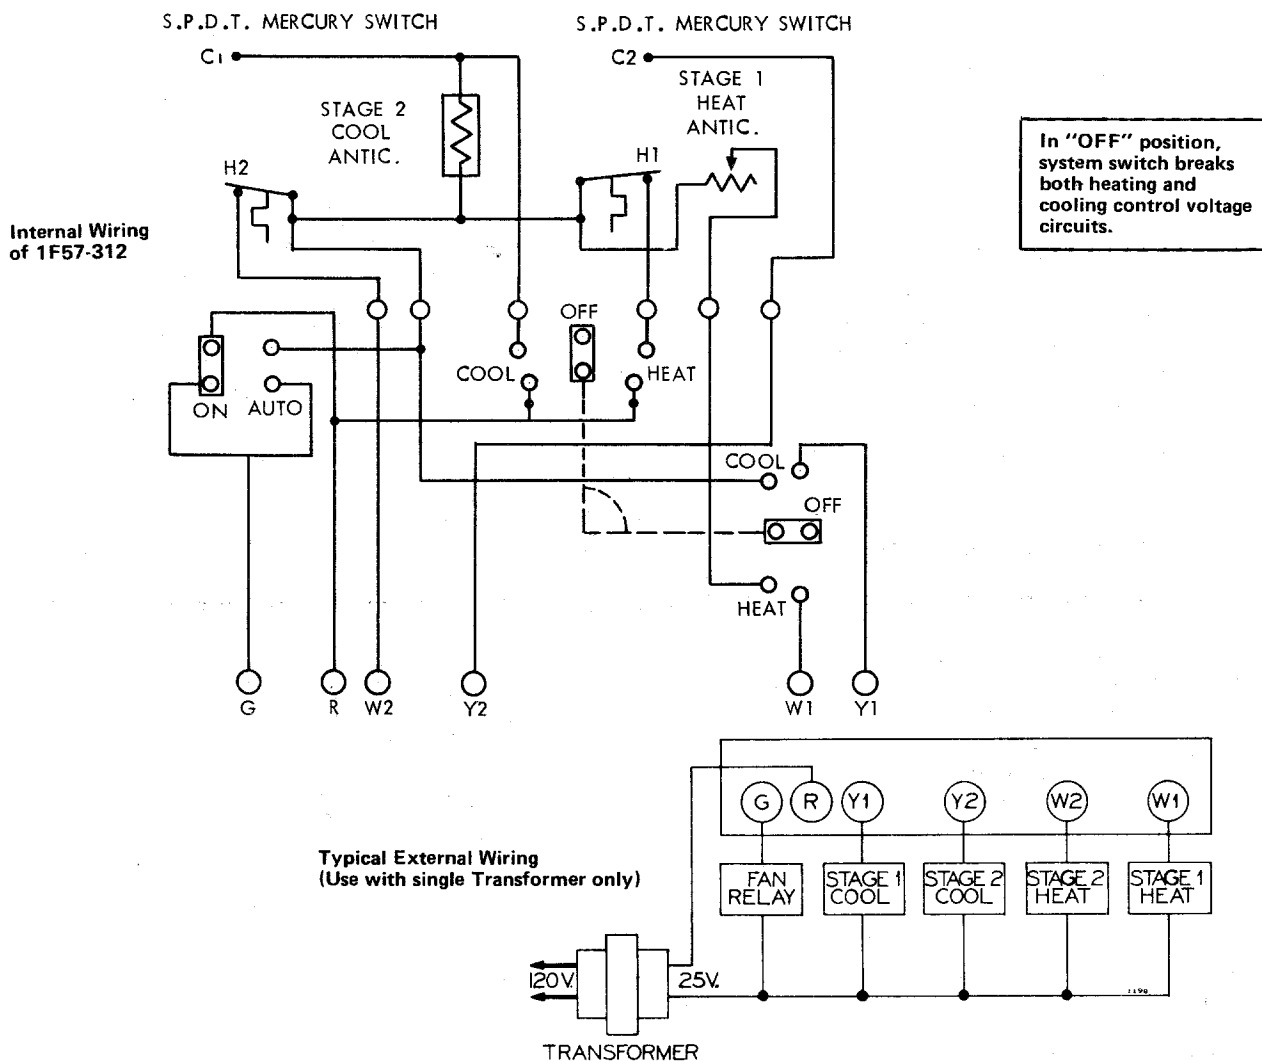 S.P.D.T. MERCURY SWITCH
S.P.D.T. MERCURY SWITCH
C1
C2
STAGE 2
COOL
ANTIC.
STAGE 1
HEAT
ANTIC.
H2
H1
In "OFF" position,
system switch breaks
both heating and
cooling control voltage
circuits.
Internal Wiring
of 1F57-312
OFF
COOL
HEAT
ON
AUTO
COOL
OFF
HEAT
G
R
W2
Y2
W1
Y1
G
R
Y1
Y2
W2
W1
Typical External Wiring
(Use with single Transformer only)
FAN
RELAY
STAGE 1
COOL
STAGE 2
COOL
STAGE 2
HEAT
STAGE 1
HEAT
120V.
25V.
TRANSFORMER